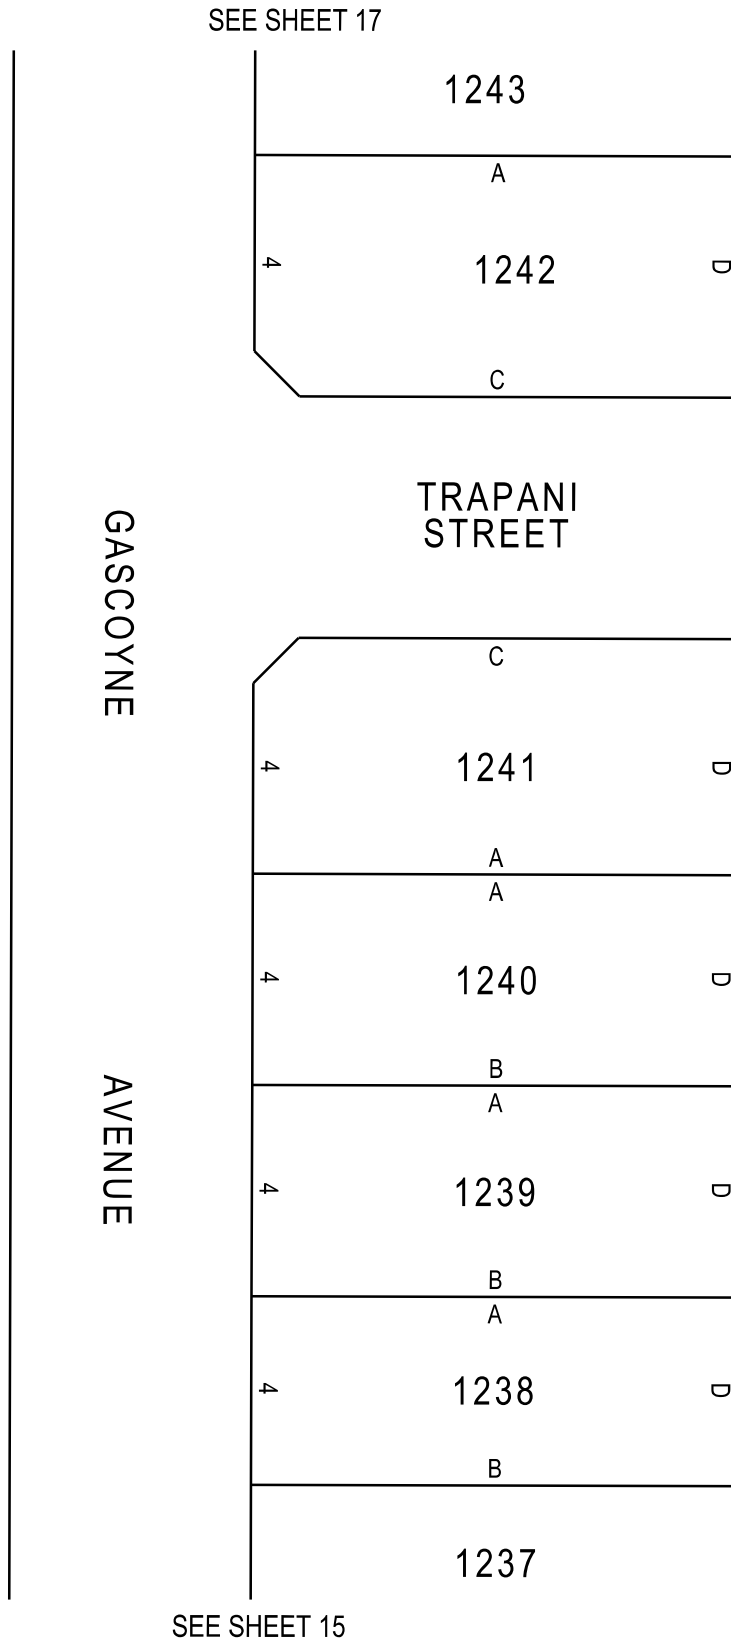 SEE SHEET 17
1243
A
4
1242
D
C
TRAPANI
STREET
GASCOYNE
AVENUE
C
4
1241
D
A
A
4
1240
D
B
A
4
1239
D
B
A
4
1238
D
B
1237
SEE SHEET 15